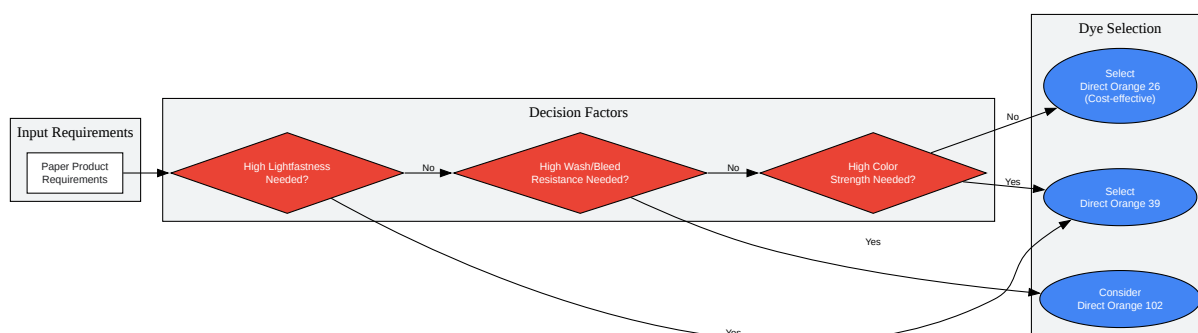 Input Requirements
Paper Product
Requirements
Decision Factors
High Lightfastness
Needed?
No
High Wash/Bleed
Resistance Needed?
No
High Color
Strength Needed?
No
Yes
Yes
Yes
Dye Selection
Select
Direct Orange 26
(Cost-effective)
Select
Direct Orange 39
Consider
Direct Orange 102